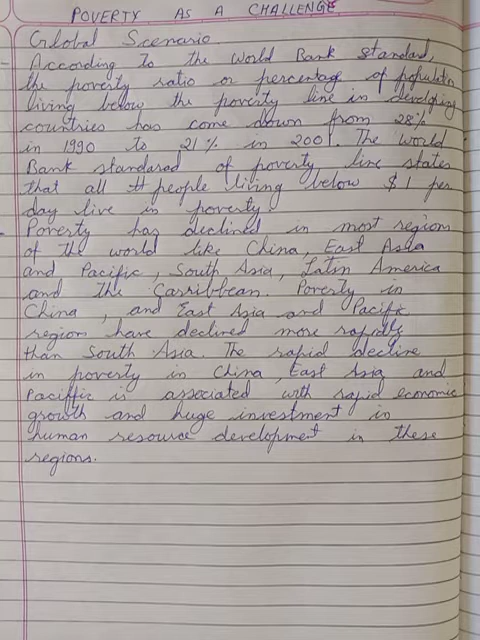 POVERTY AS A CHALLENGE
Global Scenario
According to the World Bank standard,
the poverty ratio or percentage of population
living below the poverty line in developing
countries has come down from 28%
in 1990 to 21% in 2001. The World
Bank standarad of poverty line states
that all people living below $1 per
day live in poverty.
Poverty has declined in most region
of the world like China, East Asia
and Pacific, South Asia, Latin America
and the Carribbean. Poverty in
China, and East Asia and Pacific
region have declined more rapidly
than South Asia. The rapid decline
in poverty in China, East Asia and
Paciffic is associated with rapid economic
growth and huge investment in
human resource development in these
regions.